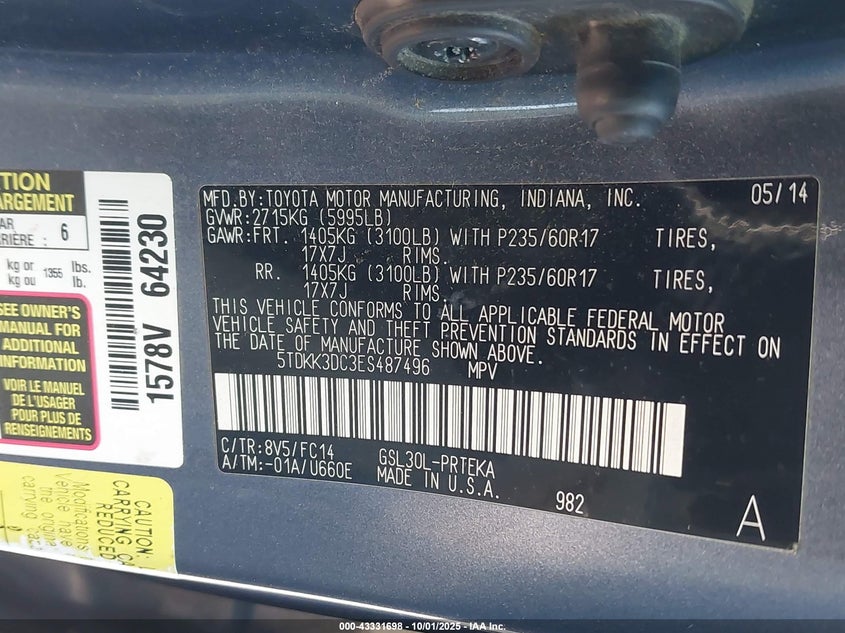 MFD.BY:TOYOTA MOTOR MANUFACTURING, INDIANA, INC. 05/14
GVWR:2715KG (5995LB)
GAWR:FRT. 1405KG (3100LB) WITH P235/60R17 TIRES,
17X7J RIMS.
RR. 1405KG (3100LB) WITH P235/60R17 TIRES,
17X7J RIMS.
THIS VEHICLE CONFORMS TO ALL APPLICABLE FEDERAL MOTOR
VEHICLE SAFETY AND THEFT PREVENTION STANDARDS IN EFFECT ON
THE DATE OF MANUFACTURE SHOWN ABOVE.
5TDKK3DC3ES487496 MPV
C/TR:8V5/FC14 GSL30L-PRTEKA
A/TM:-01A/U660E MADE IN U.S.A.
982
A
6
kg or 1355 lbs.
kg ou lb.
SEE OWNER'S
MANUAL FOR
ADDITIONAL
INFORMATION
VOIR LE MANUEL
DE L'USAGER
POUR PLUS DE
RENSEIGNEMENTS
1578V 64230
CAUTION:
CARRYING CA
REDUCED
Modifications
000-43331698 - 10/01/2025 - IAA Inc.